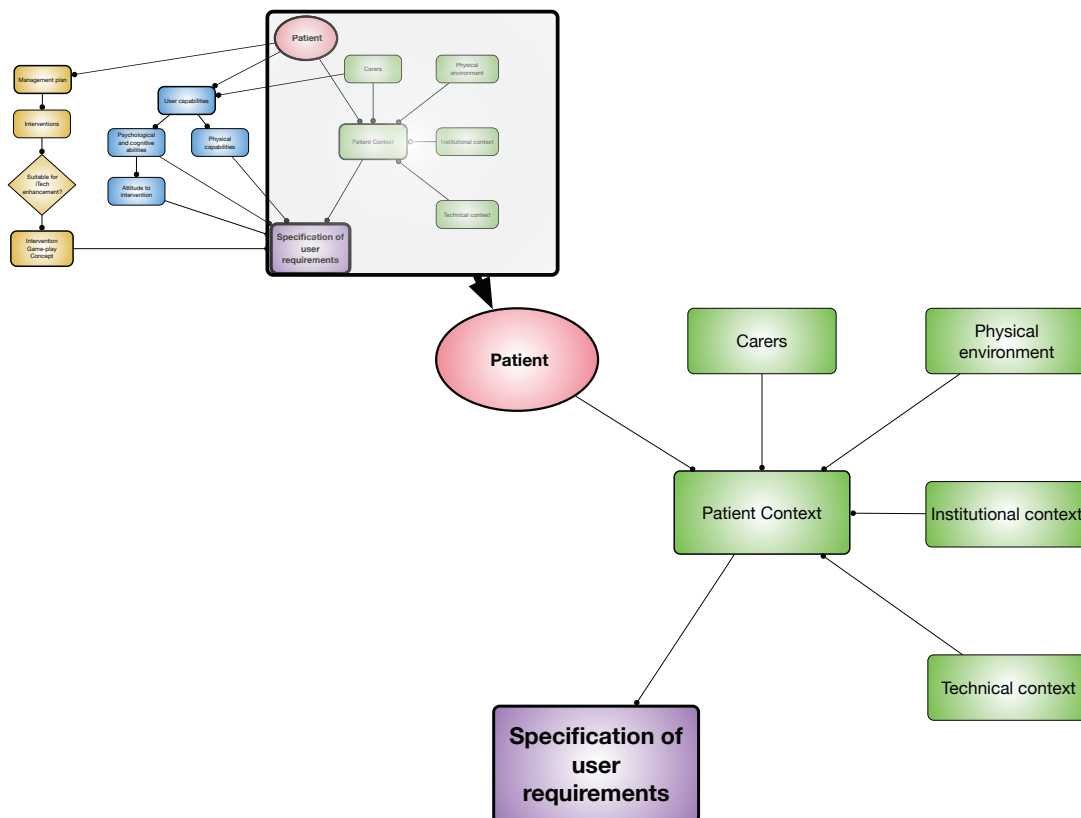 Patient
Carers
Physical
environment
Management plan
User capabilities
Interventions
Psychological
and cognitive
abilities
Physical
capabilities
Patient Context
Institutional context
Suitable for
iTech
enhancement?
Attitude to
intervention
Technical context
Intervention
Game-play
Concept
Specification of
user
requirements
Patient
Carers
Physical
environment
Patient Context
Institutional context
Technical context
Specification of
user
requirements